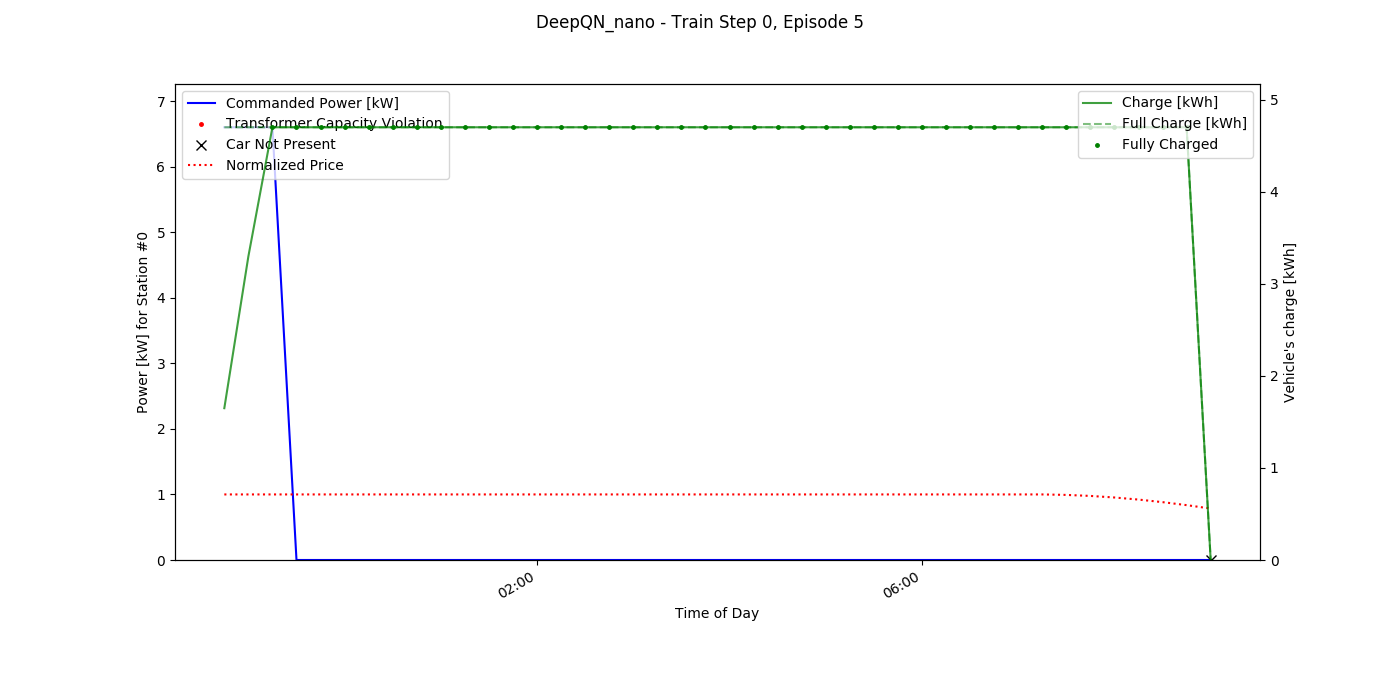 DeepQN_nano - Train Step 0, Episode 5
Commanded Power [kW]
Transformer Capacity Violation
Car Not Present
Normalized Price
Charge [kWh]
Full Charge [kWh]
Fully Charged
7
6
5
4
3
2
1
0
Power [kW] for Station #0
5
4
3
2
1
0
Vehicle's charge [kWh]
02:00
06:00
Time of Day